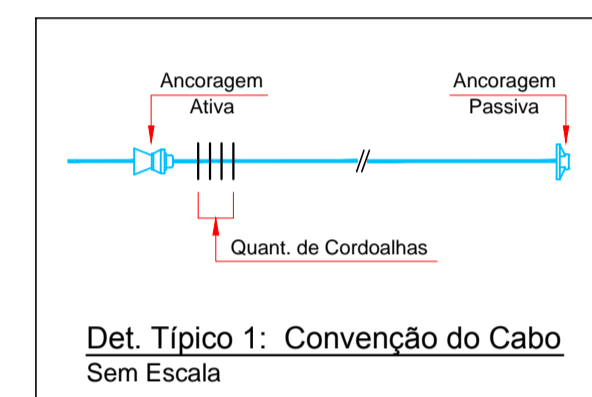 Ancoragem
Ativa
Ancoragem
Passiva
Quant. de Cordoalhas
Det. Típico 1: Convenção do Cabo
Sem Escala